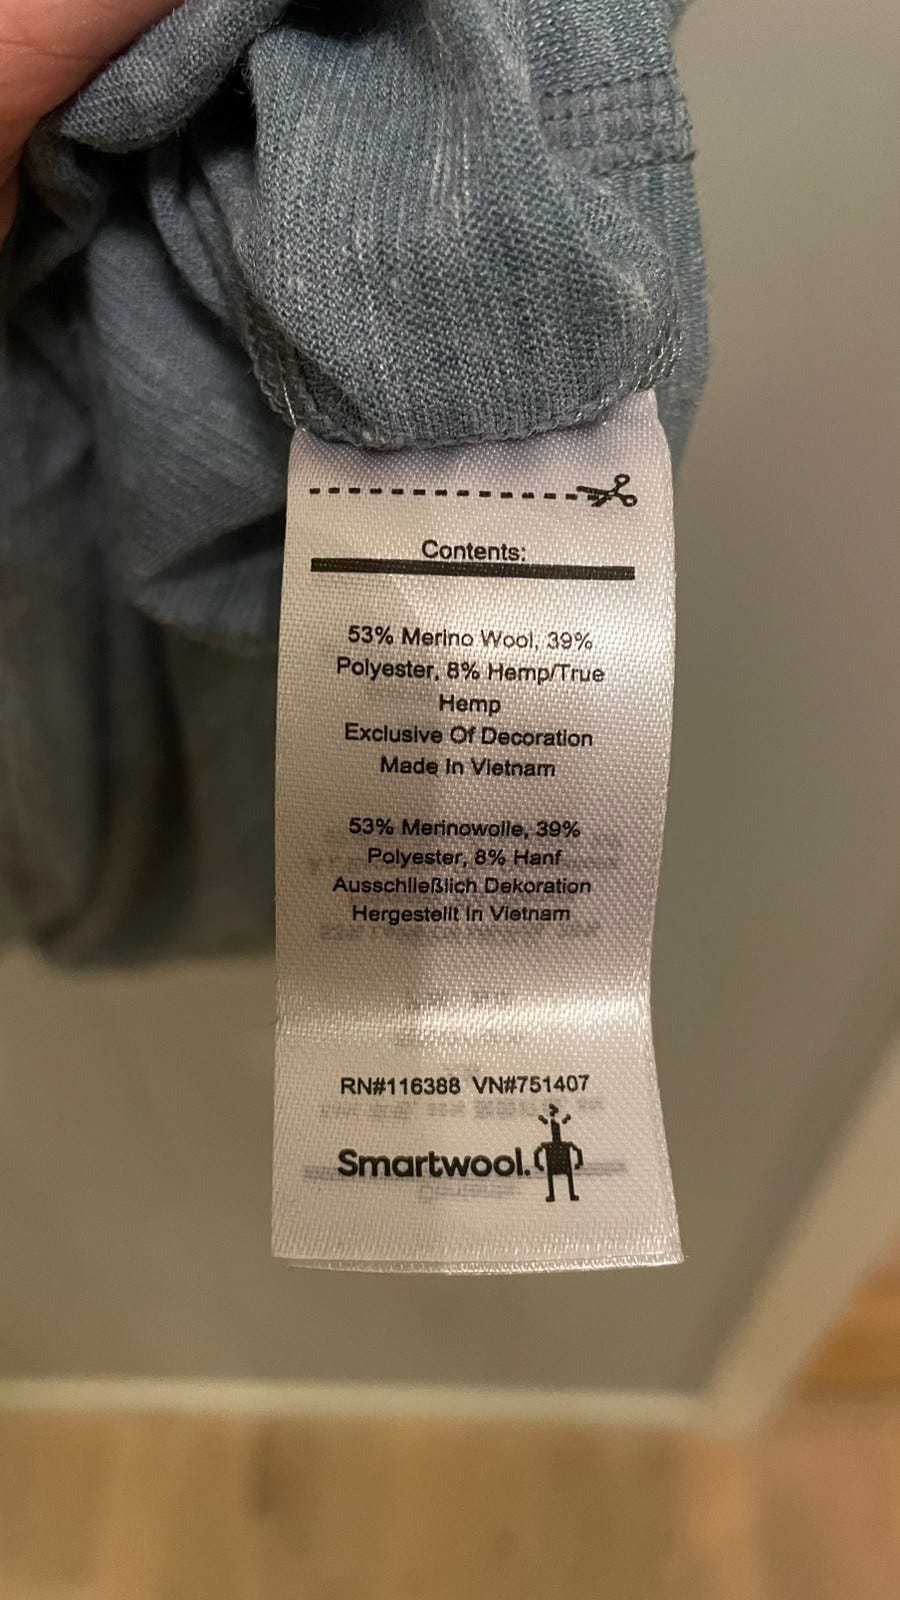 Contents:
53% Merino Wool, 39%
Polyester, 8% Hemp/True
Hemp
Exclusive Of Decoration
Made In Vietnam
53% Merinowolle, 39%
Polyester, 8% Hanf
Ausschließlich Dekoration
Hergestellt In Vietnam
RN#116388 VN#751407
Smartwool.